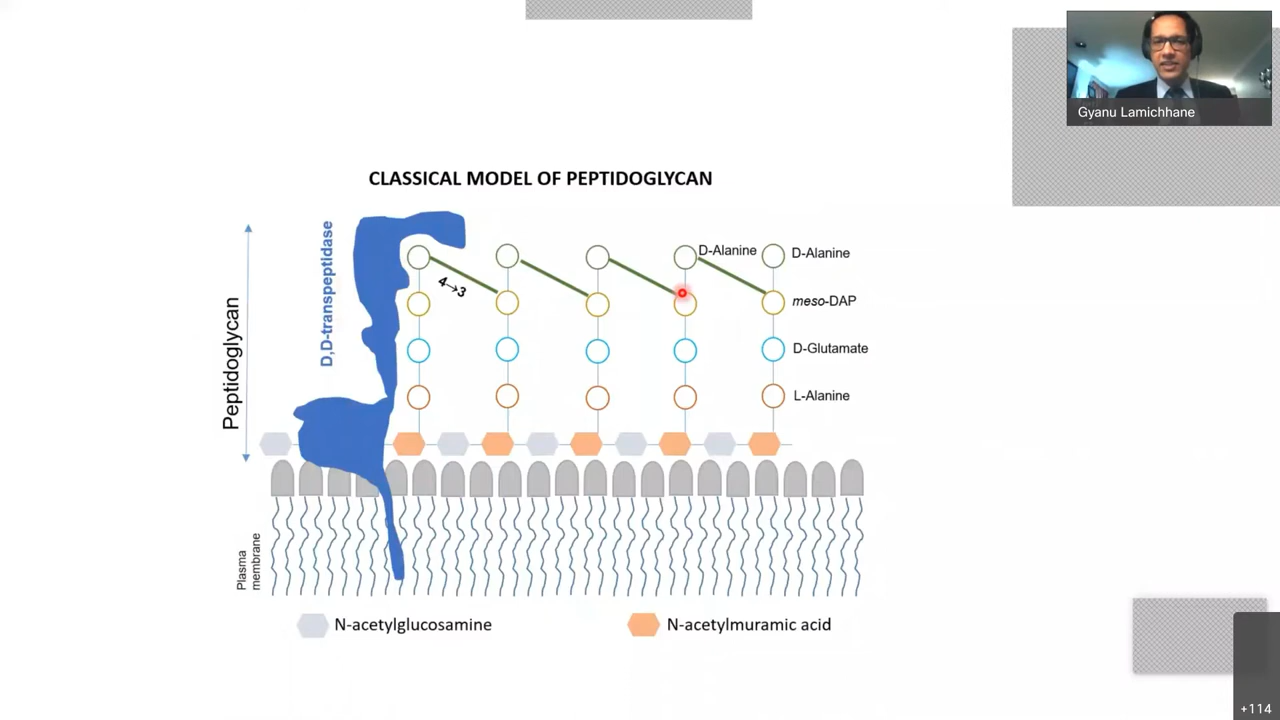 Gyanu Lamichhane
CLASSICAL MODEL OF PEPTIDOGLYCAN
Peptidoglycan
D,D-transpeptidase
4→3
D-Alanine
D-Alanine
meso-DAP
D-Glutamate
L-Alanine
Plasma
membrane
N-acetylglucosamine
N-acetylmuramic acid
+114